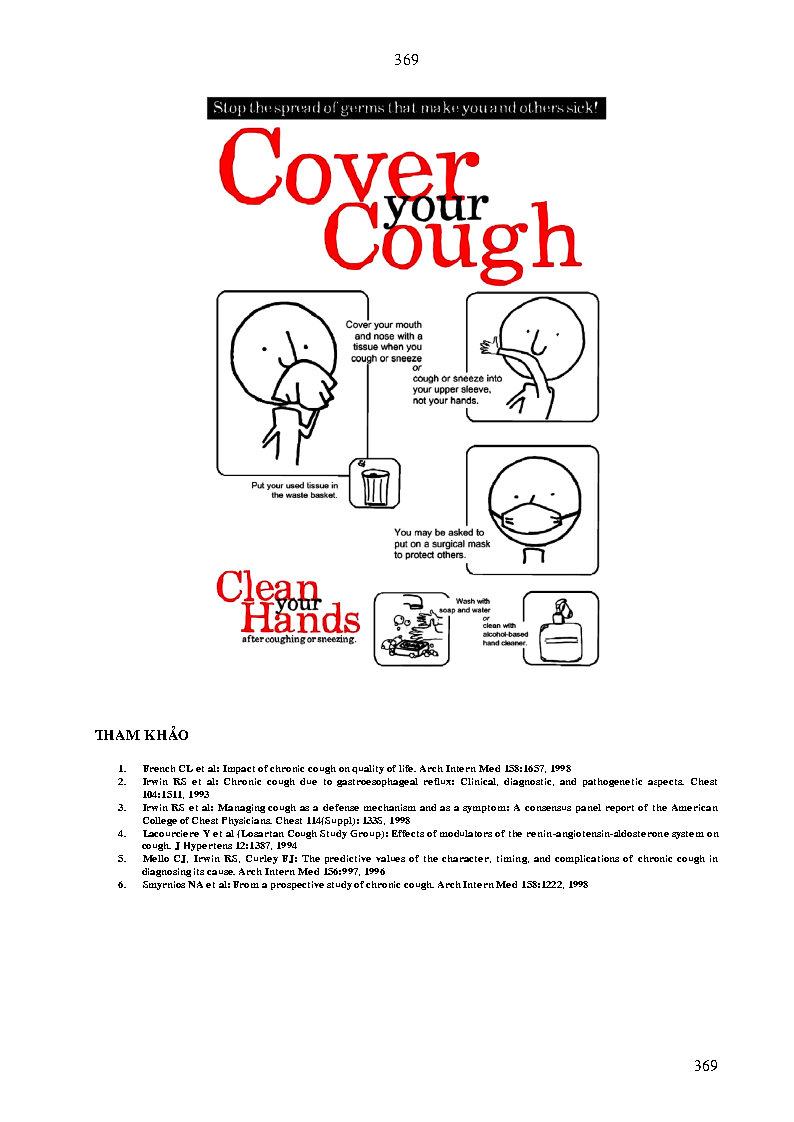 369
Stop the spread of germs that make you and others sick!
Cover
your
Cough
Cover your mouth
and nose with a
tissue when you
cough or sneeze
or
cough or sneeze into
your upper sleeve,
not your hands.
&
Put your used tissue in
the waste basket.
You may be asked to
put on a surgical mask
to protect others.
Clean
your
Hands
after coughing or sneezing.
Wash with
soap and water
or
clean with
alcohol-based
hand cleaner.
THAM KHẢO
1. French CL et al: Impact of chronic cough on quality of life. Arch Intern Med 158:1657, 1998
2. Irwin RS et al: Chronic cough due to gastroesophageal reflux: Clinical, diagnostic, and pathogenetic aspects. Chest
104:1511, 1993
3. Irwin RS et al: Managing cough as a defense mechanism and as a symptom: A consensus panel report of the American
College of Chest Physicians. Chest 114(Suppl): 133S, 1998
4. Lacourciere Y et al (Losartan Cough Study Group): Effects of modulators of the renin-angiotensin-aldosterone system on
cough. J Hypertens 12:1387, 1994
5. Mello CJ, Irwin RS, Curley FJ: The predictive values of the character, timing, and complications of chronic cough in
diagnosing its cause. Arch Intern Med 156:997, 1996
6. Smyrnios NA et al: From a prospective study of chronic cough. Arch Intern Med 158:1222, 1998
369